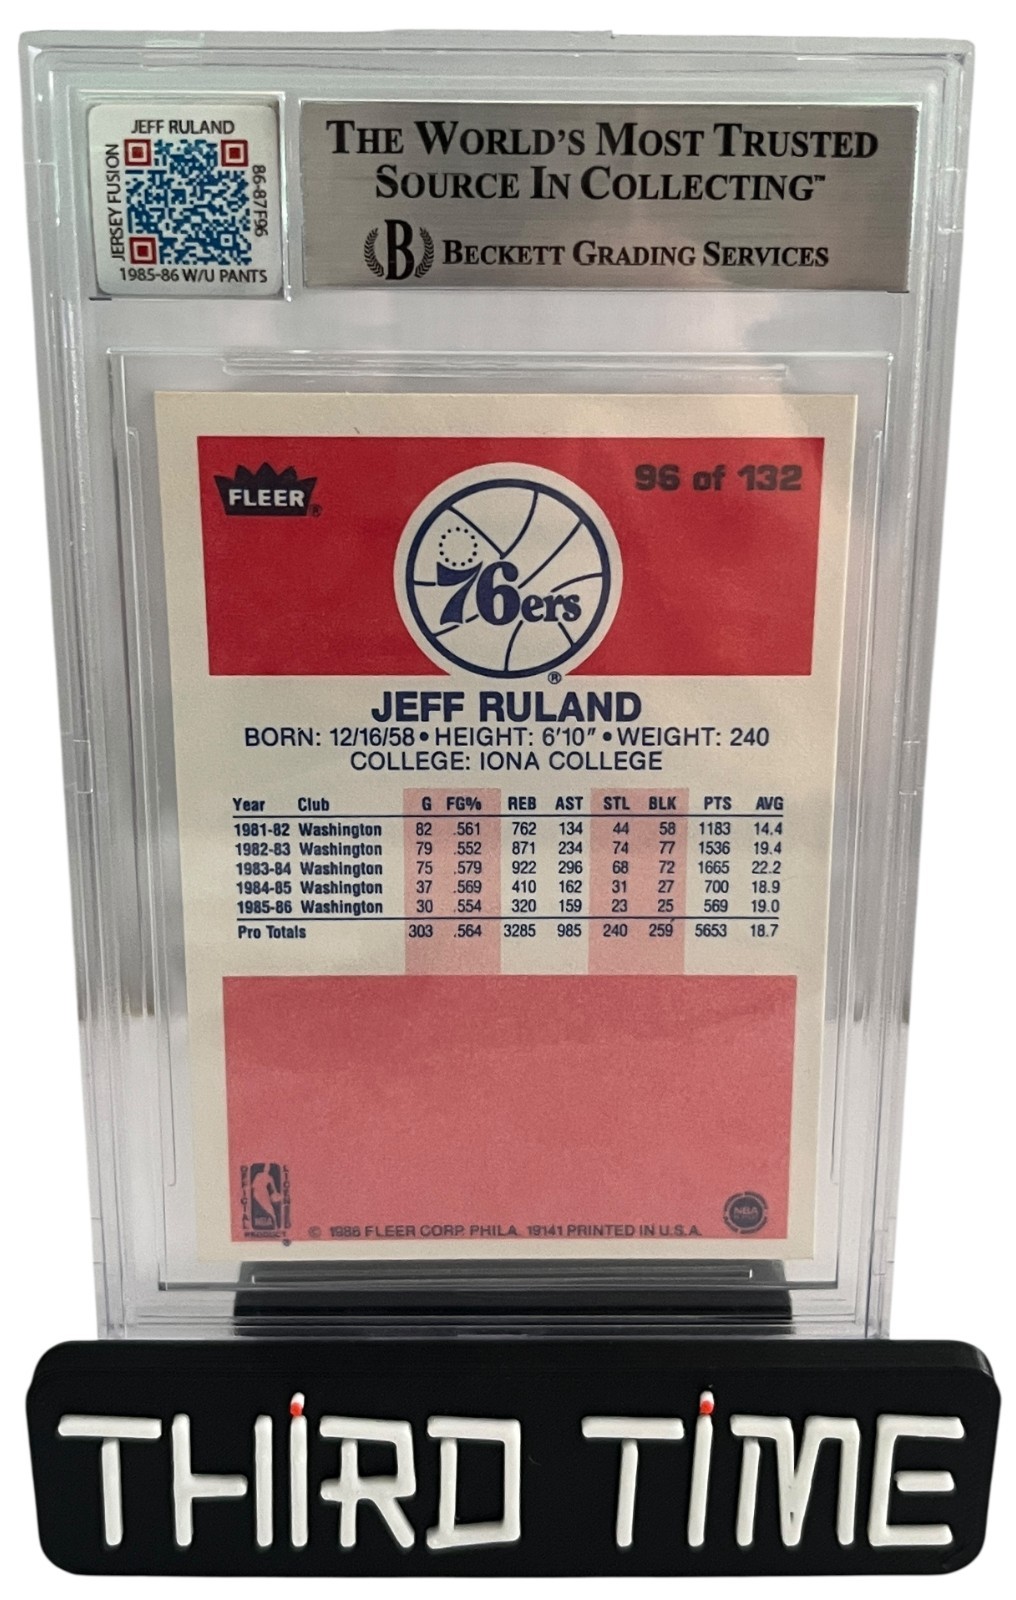 JEFF RULAND
JERSEY FUSION
86-87F96
1985-86 W/U PANTS
THE WORLD'S MOST TRUSTED
SOURCE IN COLLECTING™
B BECKETT GRADING SERVICES
FLEER®
96 of 132
76ers
®
JEFF RULAND
BORN: 12/16/58 • HEIGHT: 6'10" • WEIGHT: 240
COLLEGE: IONA COLLEGE
Year Club G FG% REB AST STL BLK PTS AVG
1981-82 Washington 82 .561 762 134 44 58 1183 14.4
1982-83 Washington 79 .552 871 234 74 77 1536 19.4
1983-84 Washington 75 .579 922 296 68 72 1665 22.2
1984-85 Washington 37 .569 410 162 31 27 700 18.9
1985-86 Washington 30 .554 320 159 23 25 569 19.0
Pro Totals 303 .564 3285 985 240 259 5653 18.7
OFFICIAL
LICENSED
NBA
PRODUCT®
NBA
© 1986 FLEER CORP. PHILA. 19141 PRINTED IN U.S.A.
THIRD TIME